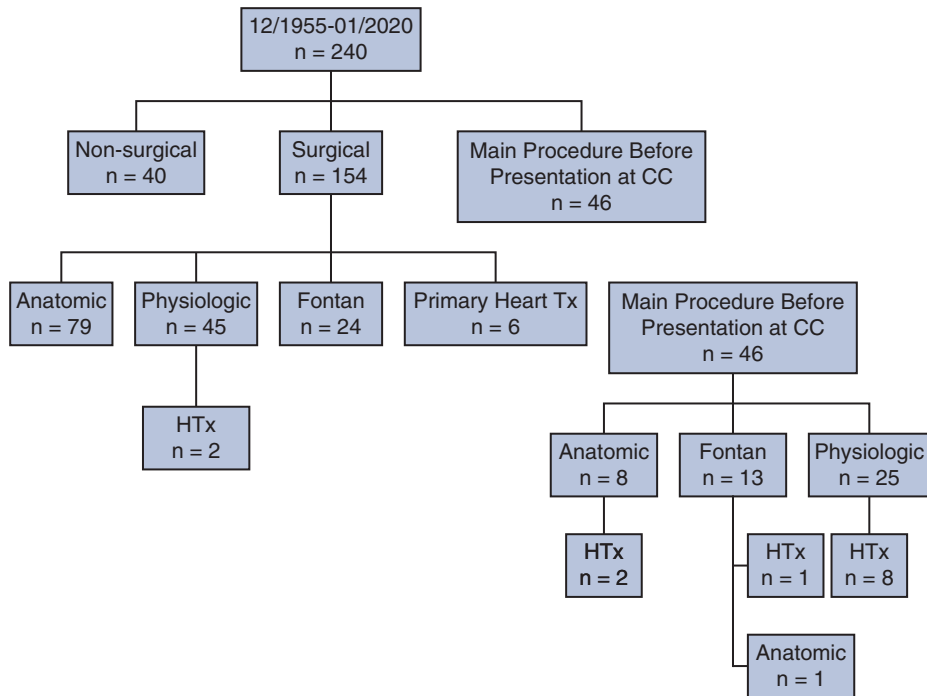 12/1955-01/2020
n = 240
Non-surgical
n = 40
Surgical
n = 154
Main Procedure Before
Presentation at CC
n = 46
Anatomic
n = 79
Physiologic
n = 45
Fontan
n = 24
Primary Heart Tx
n = 6
HTx
n = 2
Main Procedure Before
Presentation at CC
n = 46
Anatomic
n = 8
Fontan
n = 13
Physiologic
n = 25
HTx
n = 2
HTx
n = 1
HTx
n = 8
Anatomic
n = 1